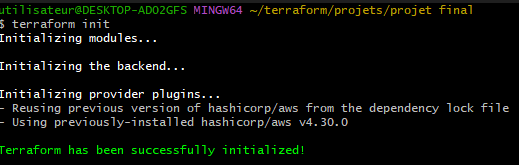 utilisateur@DESKTOP-ADO2GFS MINGW64 ~/terraform/projets/projet final
$ terraform init
Initializing modules...
Initializing the backend...
Initializing provider plugins...
- Reusing previous version of hashicorp/aws from the dependency lock file
- Using previously-installed hashicorp/aws v4.30.0
Terraform has been successfully initialized!